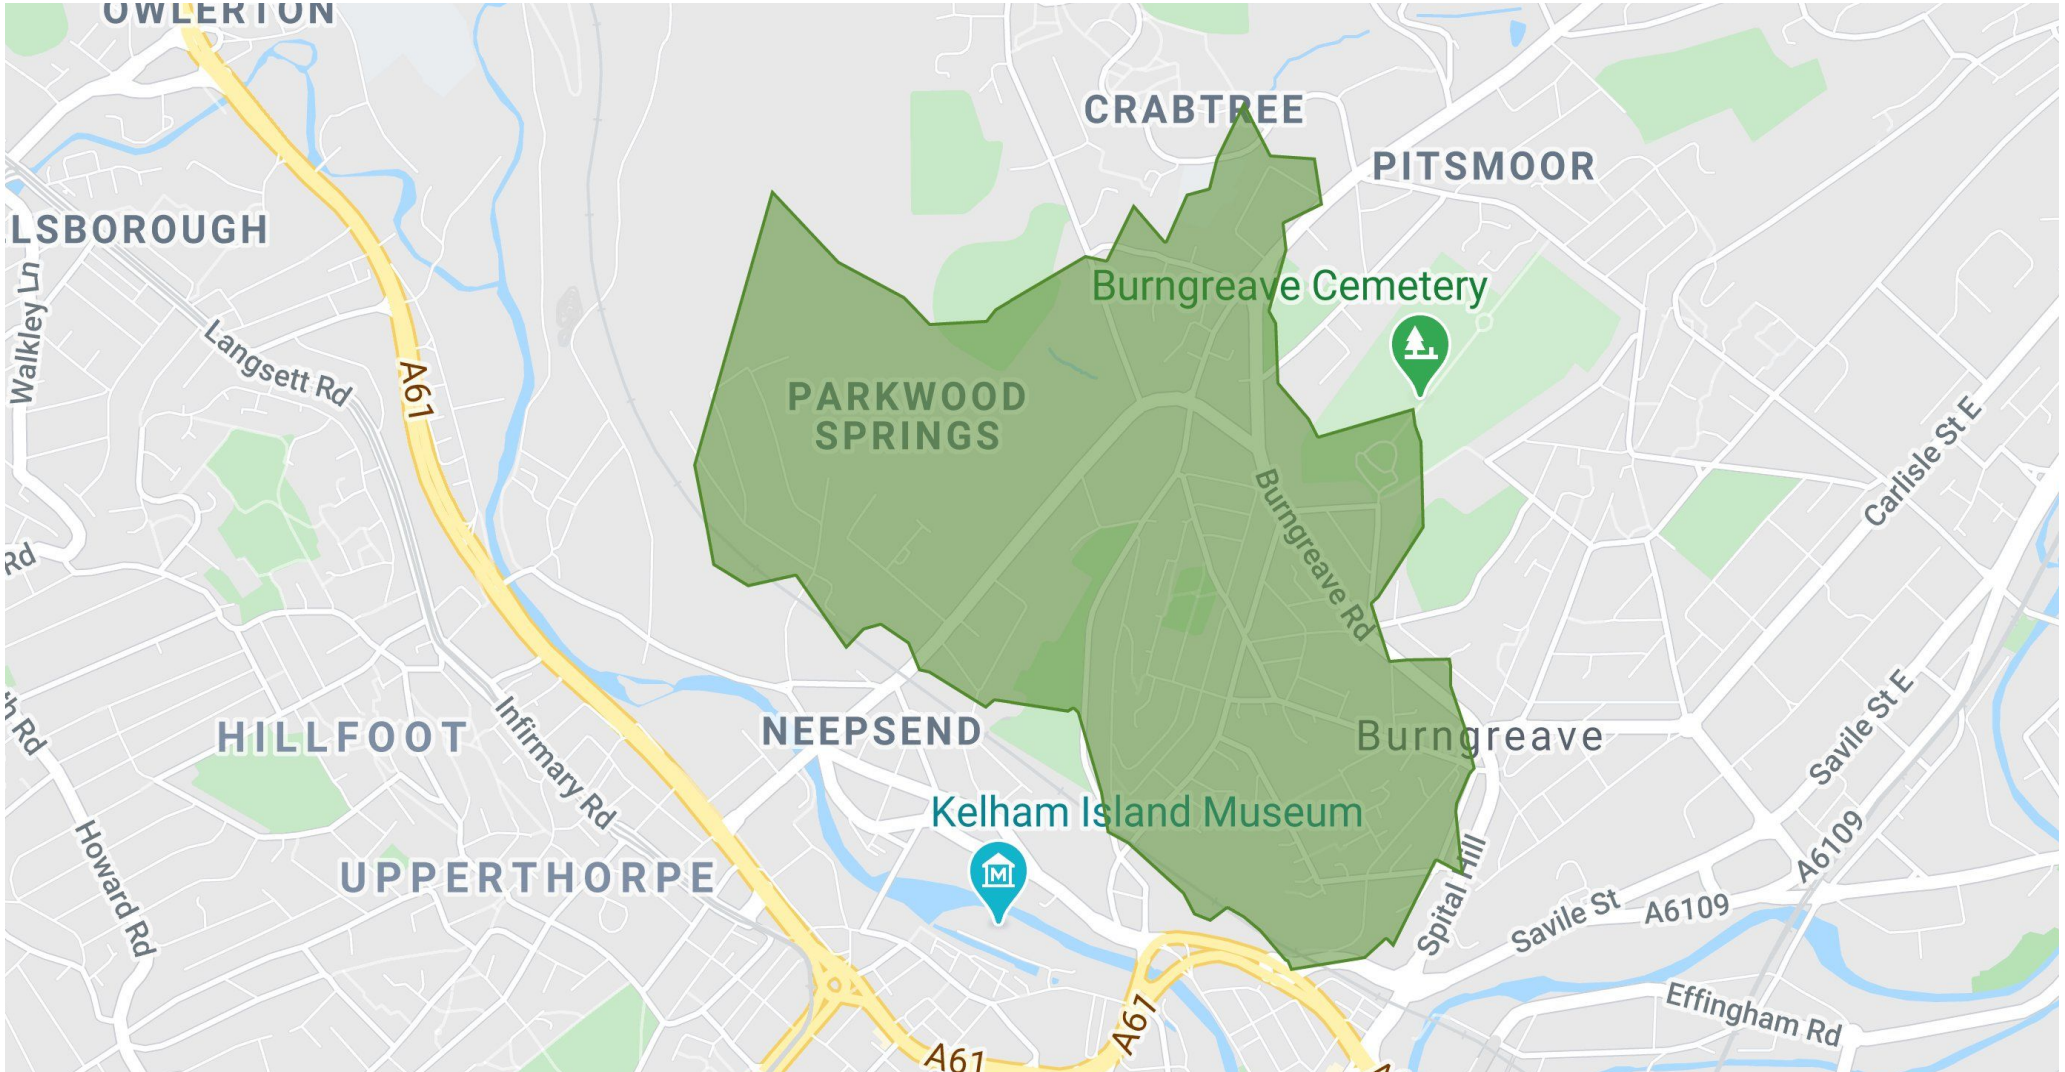 OWLERTON
CRABTREE
PITSMOOR
LSBOROUGH
Walkley Ln
Langsett Rd
A61
Burngreave Cemetery
PARKWOOD
SPRINGS
Carlisle St E
Burngreave Rd
Rd
HILLFOOT
Infirmary Rd
NEEPSEND
Burngreave
Savile St E
h Rd
Kelham Island Museum
M
Howard Rd
UPPERTHORPE
Spital Hill
Savile St
A6109
A6109
Effingham Rd
A61
A61